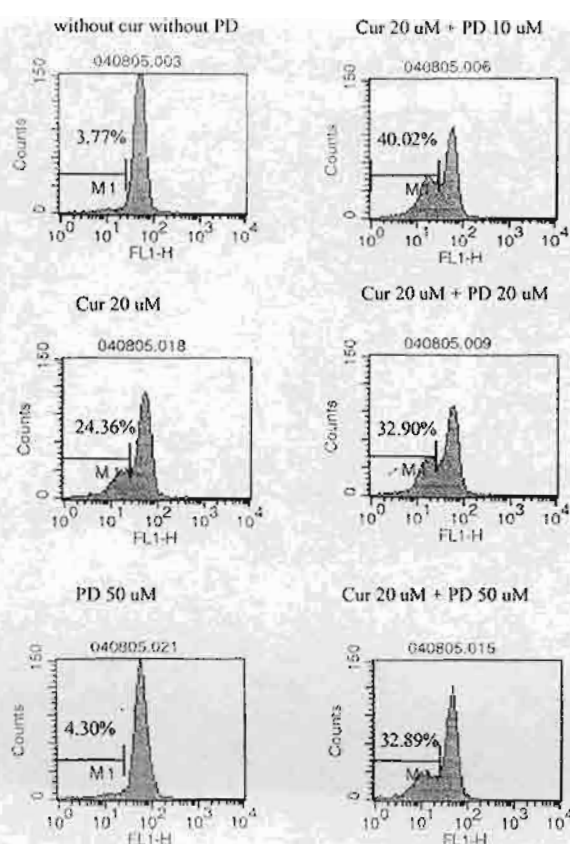 without cur without PD
040805.003
150
Counts
0
3.77%
M1
10^0 10^1 10^2 10^3 10^4
FL1-H
Cur 20 uM + PD 10 uM
040805.006
150
Counts
0
40.02%
M
10^0 10^1 10^2 10^3 10^4
FL1-H
Cur 20 uM
040805.018
150
Counts
0
24.36%
M
10^0 10^1 10^2 10^3 10^4
FL1-H
Cur 20 uM + PD 20 uM
040805.009
150
Counts
0
32.90%
M
10^0 10^1 10^2 10^3 10^4
FL1-H
PD 50 uM
040805.021
150
Counts
0
4.30%
M1
10^0 10^1 10^2 10^3 10^4
FL1-H
Cur 20 uM + PD 50 uM
040805.015
150
Counts
0
32.89%
M
10^0 10^1 10^2 10^3 10^4
FL1-H